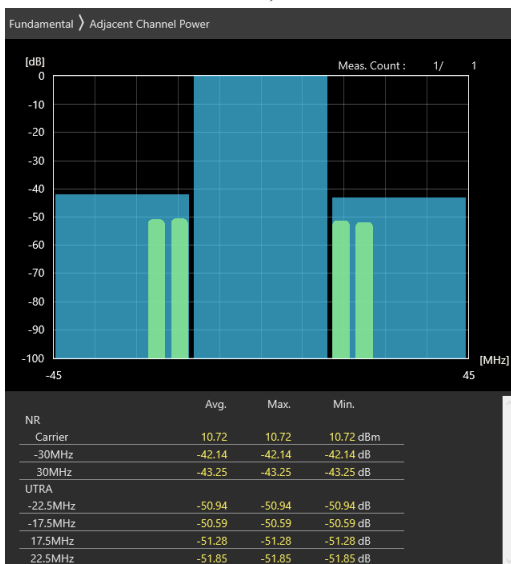 Fundamental 〉 Adjacent Channel Power
[dB]
Meas. Count : 1/ 1
0
-10
-20
-30
-40
-50
-60
-70
-80
-90
-100
[MHz]
-45 45
Avg. Max. Min.
NR
Carrier 10.72 10.72 10.72 dBm
-30MHz -42.14 -42.14 -42.14 dB
30MHz -43.25 -43.25 -43.25 dB
UTRA
-22.5MHz -50.94 -50.94 -50.94 dB
-17.5MHz -50.59 -50.59 -50.59 dB
17.5MHz -51.28 -51.28 -51.28 dB
22.5MHz -51.85 -51.85 -51.85 dB